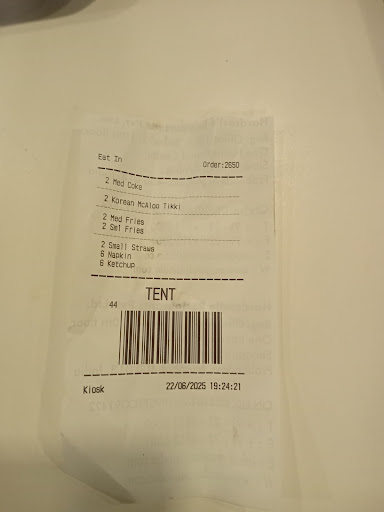 Eat In Order:2650
2 Med Coke
2 Korean McAloo Tikki
2 Med Fries
2 Sml Fries
2 Small Straws
6 Napkin
6 Ketchup
TENT
44
Kiosk 22/06/2025 19:24:21